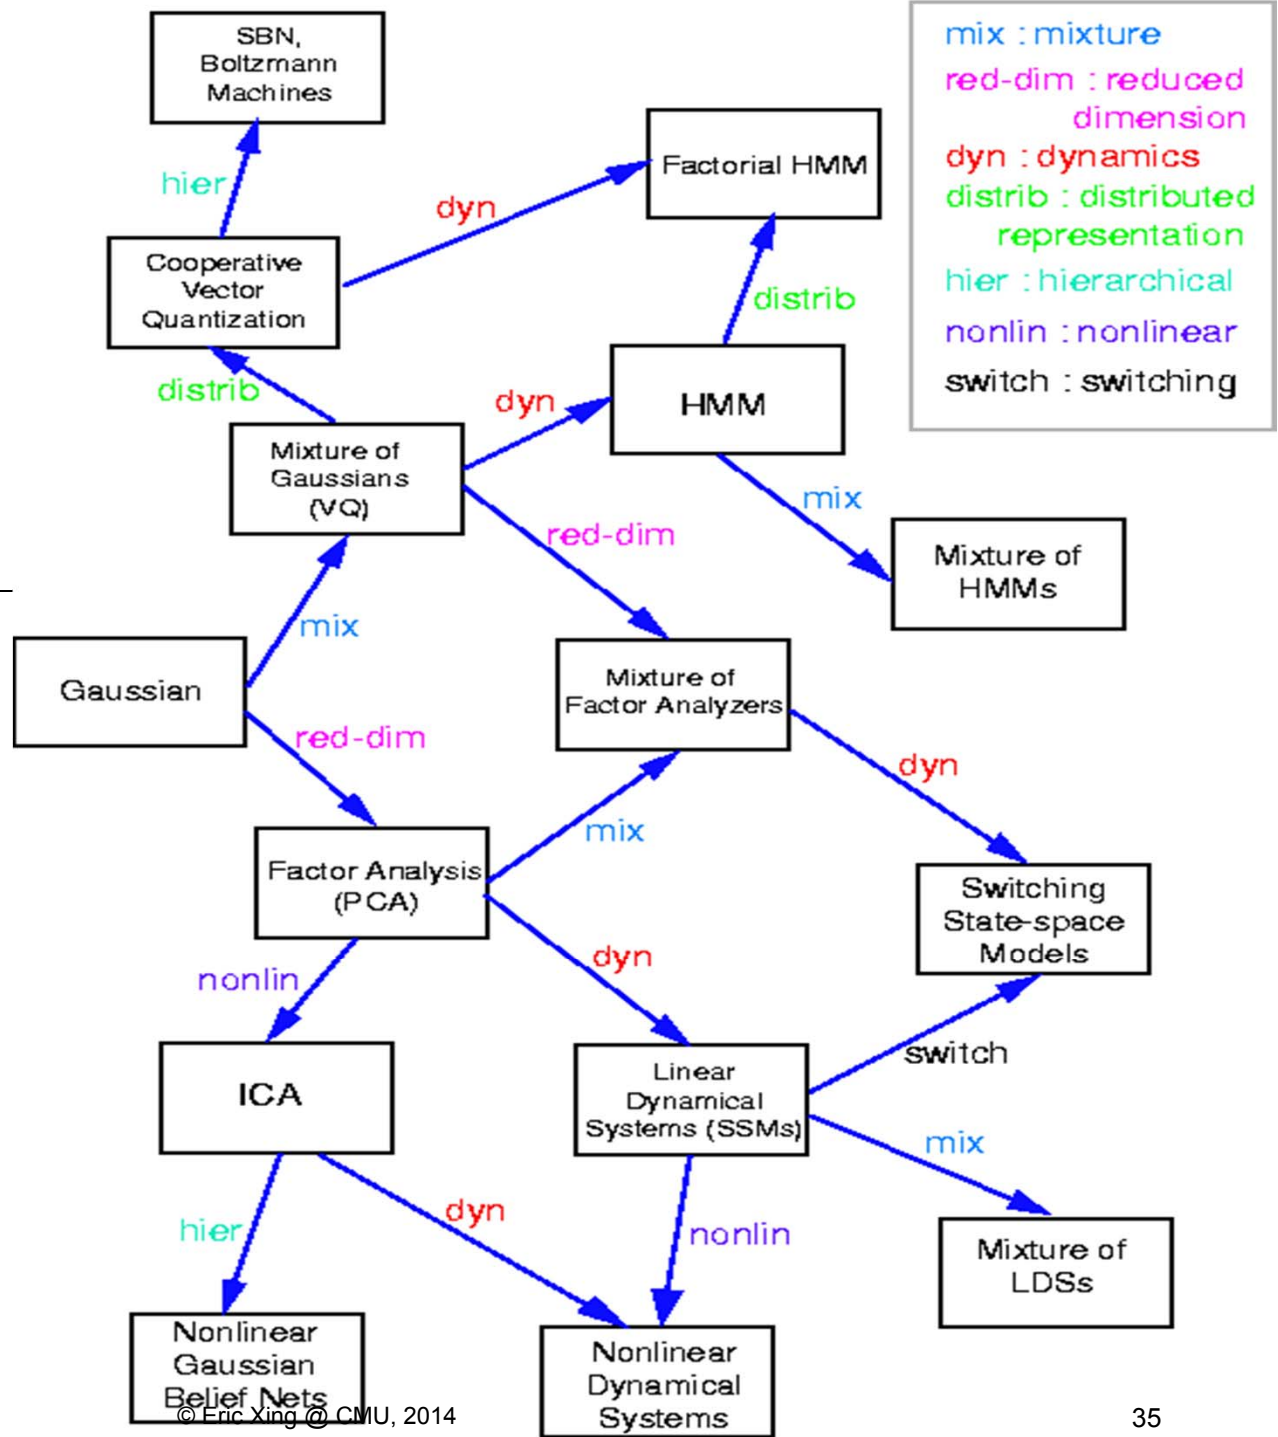 SBN,
Boltzmann
Machines
mix : mixture
red-dim : reduced
dimension
dyn : dynamics
distrib : distributed
representation
hier : hierarchical
nonlin : nonlinear
switch : switching
Factorial HMM
hier
dyn
Cooperative
Vector
Quantization
distrib
distrib
dyn
HMM
Mixture of
Gaussians
(VQ)
mix
red-dim
Mixture of
HMMs
mix
Gaussian
Mixture of
Factor Analyzers
red-dim
dyn
mix
Factor Analysis
(PCA)
Switching
State-space
Models
nonlin
dyn
switch
ICA
Linear
Dynamical
Systems (SSMs)
mix
hier
dyn
nonlin
Mixture of
LDSs
Nonlinear
Gaussian
Belief Nets
Nonlinear
Dynamical
Systems
© Eric Xing @ CMU, 2014
35